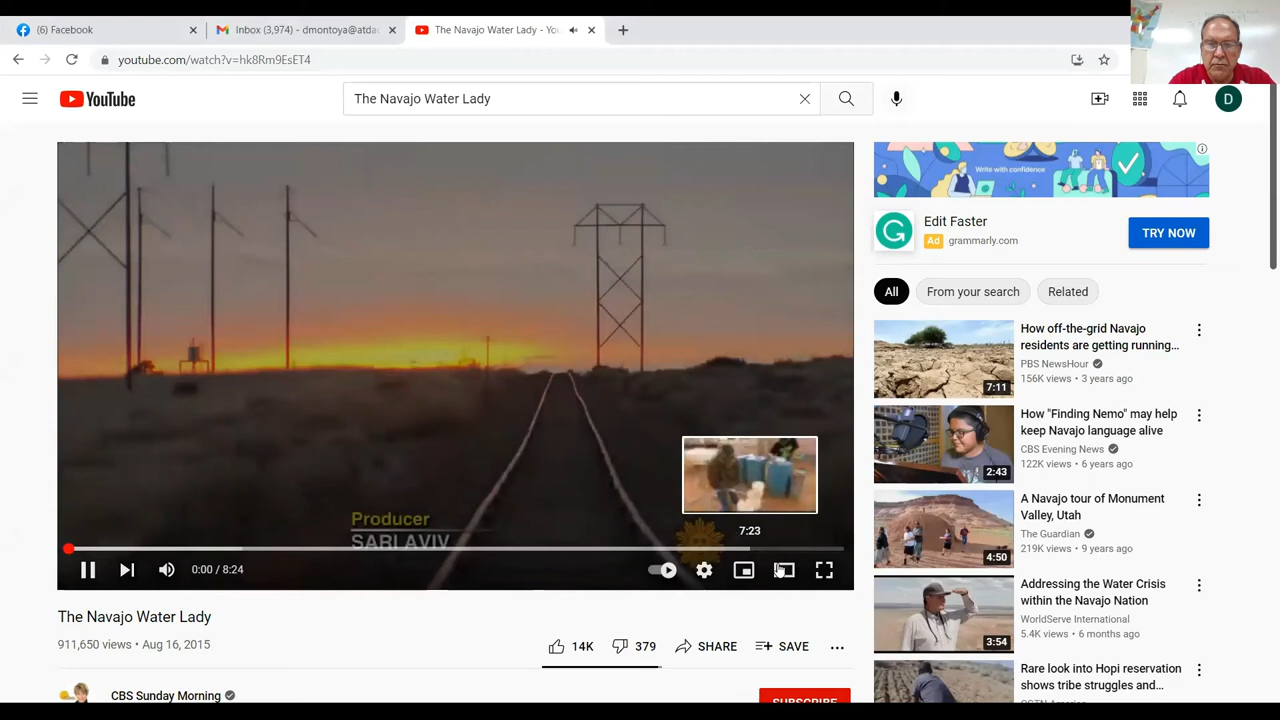 (6) Facebook
Inbox (3,974) - dmontoya@atda
The Navajo Water Lady - Yo
youtube.com/watch?v=hk8Rm9EsET4
YouTube
The Navajo Water Lady
D
Write with confidence
Edit Faster
Ad grammarly.com
TRY NOW
All
From your search
Related
How off-the-grid Navajo
residents are getting running...
PBS NewsHour
156K views • 3 years ago
7:11
How "Finding Nemo" may help
keep Navajo language alive
CBS Evening News
122K views • 6 years ago
2:43
A Navajo tour of Monument
Valley, Utah
The Guardian
219K views • 9 years ago
4:50
Addressing the Water Crisis
within the Navajo Nation
WorldServe International
5.4K views • 6 months ago
3:54
Rare look into Hopi reservation
shows tribe struggles and...
Producer
SARI AVIV
7:23
0:00 / 8:24
The Navajo Water Lady
911,650 views • Aug 16, 2015
14K
379
SHARE
SAVE
CBS Sunday Morning
SUBSCRIBE